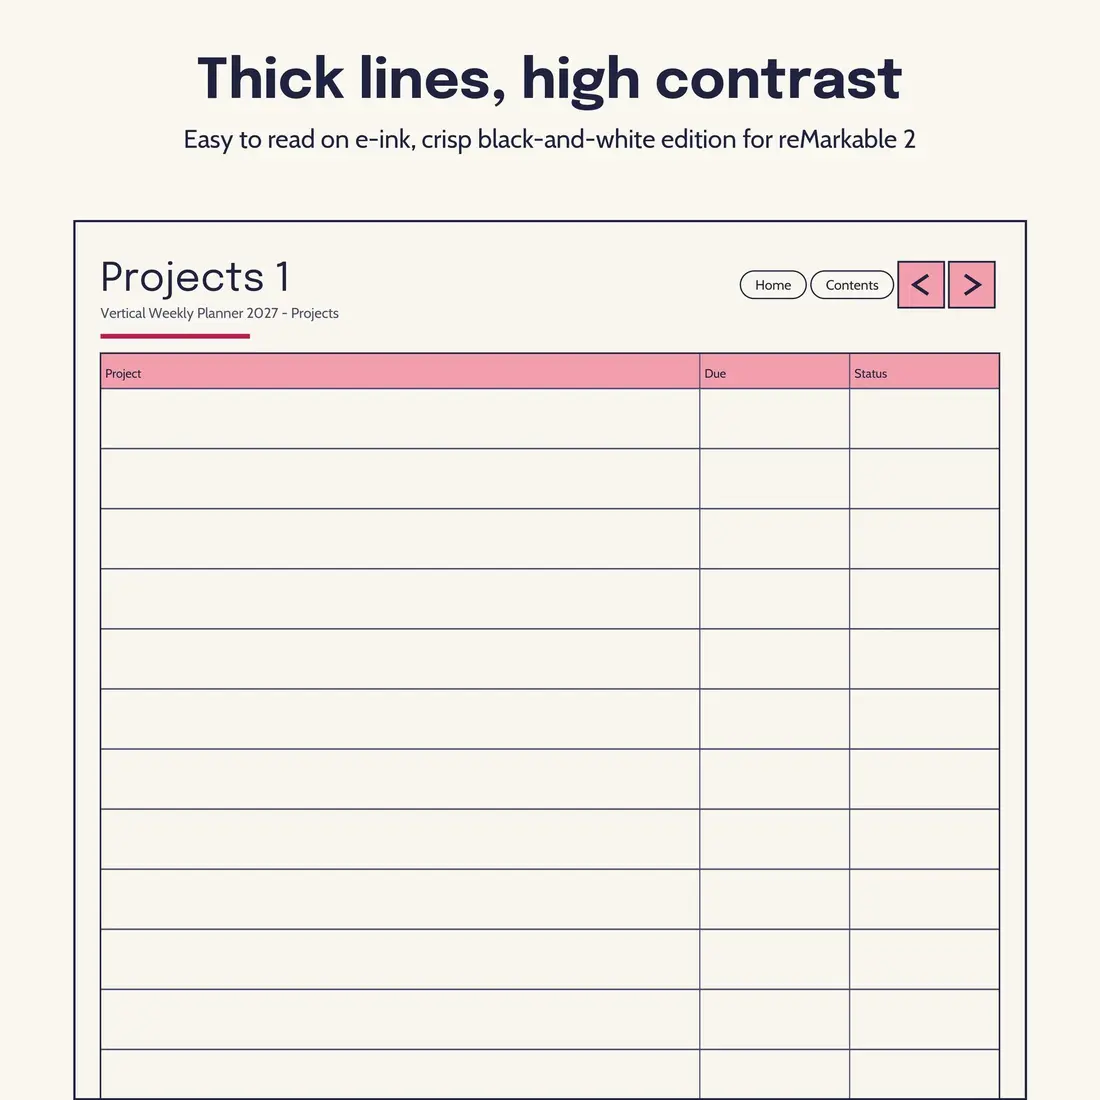 Thick lines, high contrast
Easy to read on e-ink, crisp black-and-white edition for reMarkable 2
Projects 1
Home
Contents
<
>
Vertical Weekly Planner 2027 - Projects
Project
Due
Status